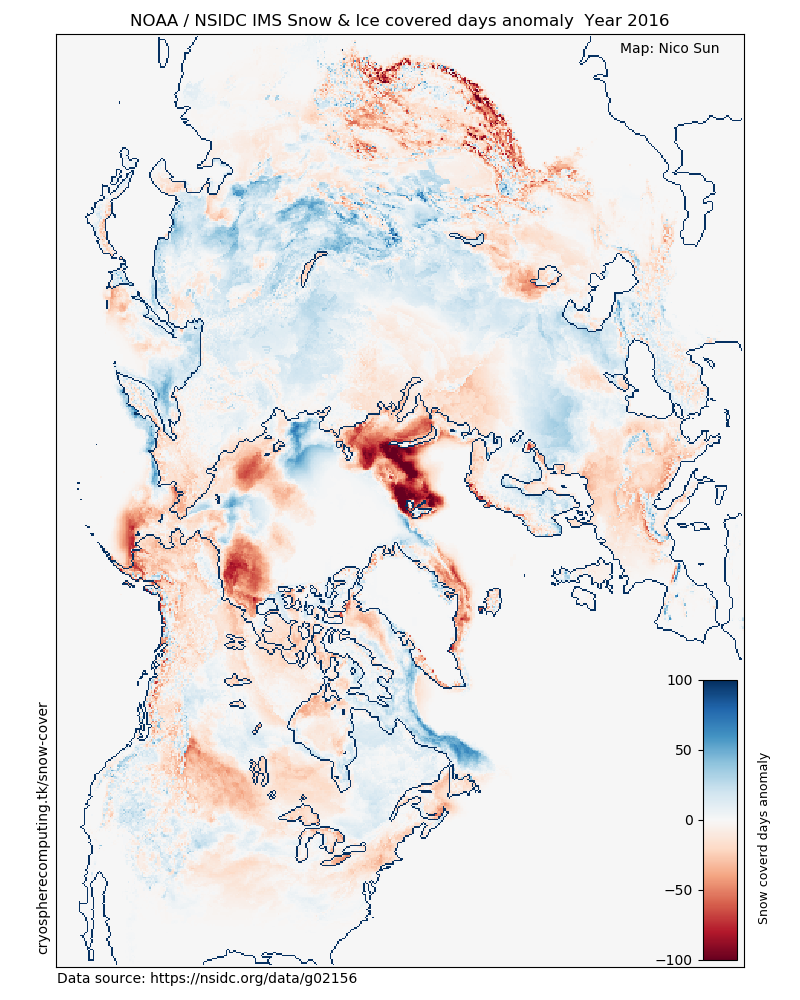 NOAA / NSIDC IMS Snow & Ice covered days anomaly  Year 2016
Map: Nico Sun
cryospherecomputing.tk/snow-cover
100
50
0
−50
−100
Snow coverd days anomaly
Data source: https://nsidc.org/data/g02156